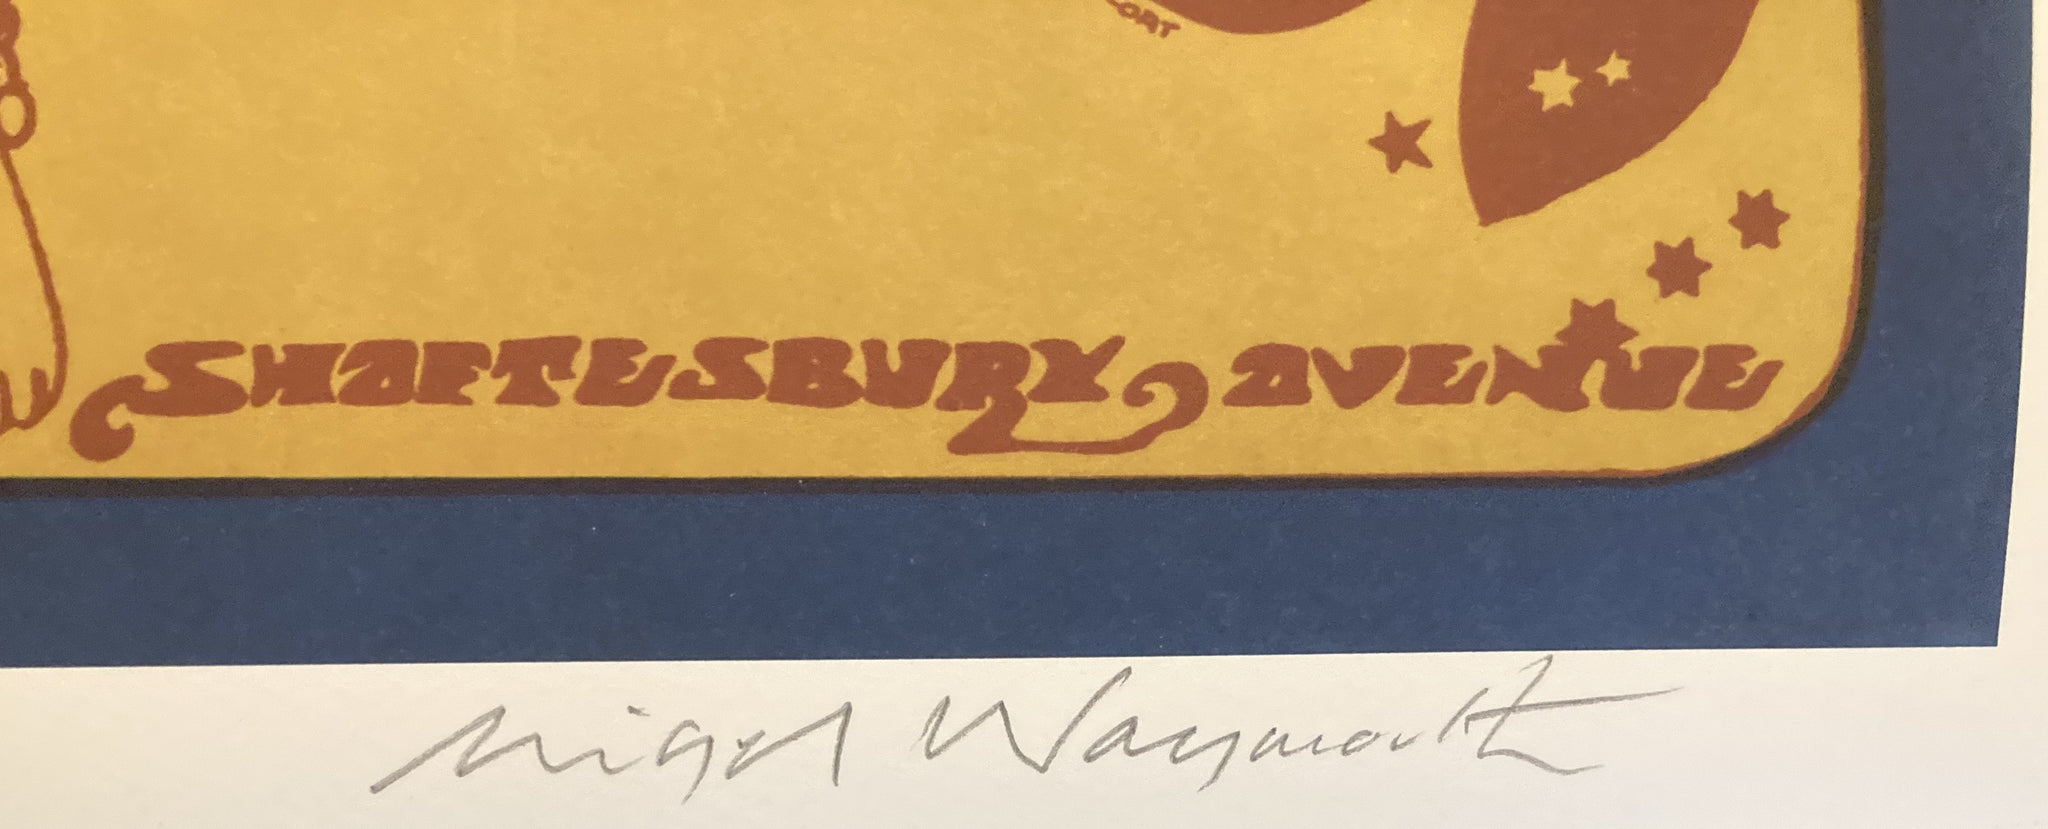 SHAFTESBURY AVENUE
Nigel Waymouth